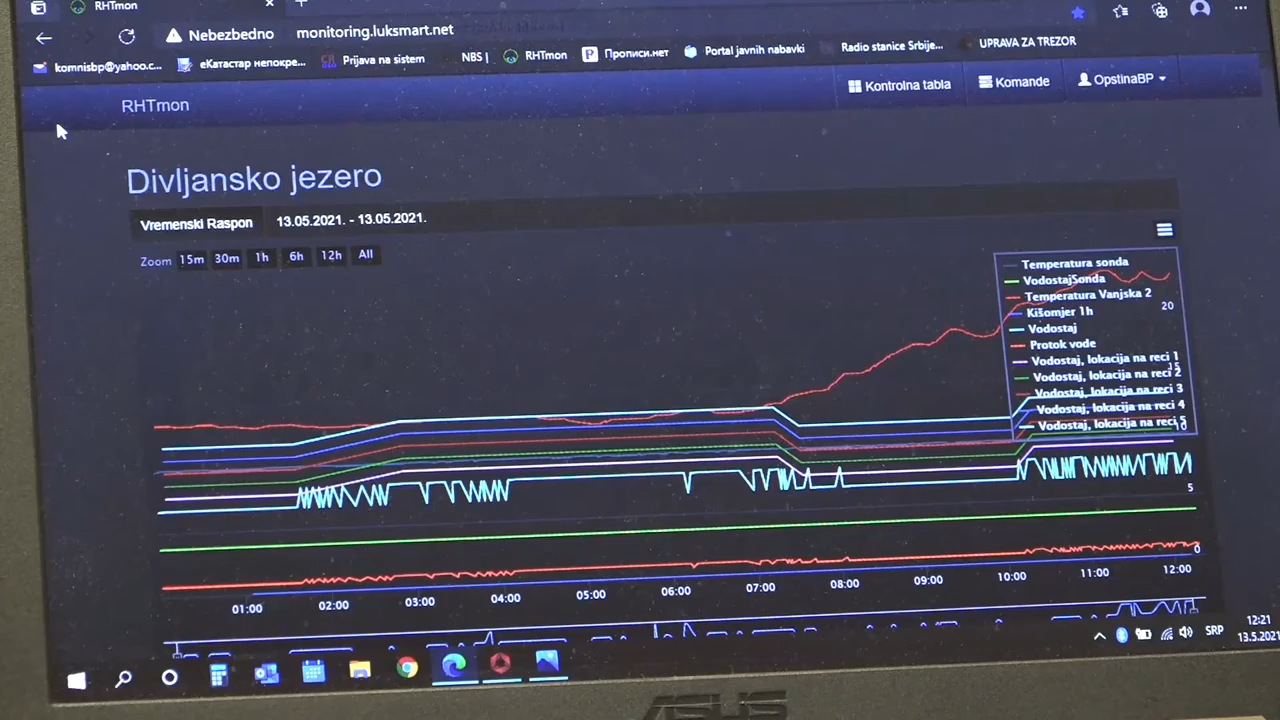 RHTmon
Nebezbedno monitoring.luksmart.net
komnisbp@yahoo.c... еКатастар непокре... Prijava na sistem NBS | RHTmon Прописи.нет Portal javnih nabavki Radio stanice Srbije... UPRAVA ZA TREZOR
RHTmon Kontrolna tabla Komande OpstinaBP
Divljansko jezero
Vremenski Raspon 13.05.2021. - 13.05.2021.
Zoom 15m 30m 1h 6h 12h All
Temperatura sonda
VodostajSonda
Temperatura Vanjska 2
Kišomjer 1h
Vodostaj
Protok vode
Vodostaj, lokacija na reci 1
Vodostaj, lokacija na reci 2
Vodostaj, lokacija na reci 3
Vodostaj, lokacija na reci 4
Vodostaj, lokacija na reci 5
20
15
10
5
0
01:00 02:00 03:00 04:00 05:00 06:00 07:00 08:00 09:00 10:00 11:00 12:00
SRP
12:21
13.5.2021
ASUS